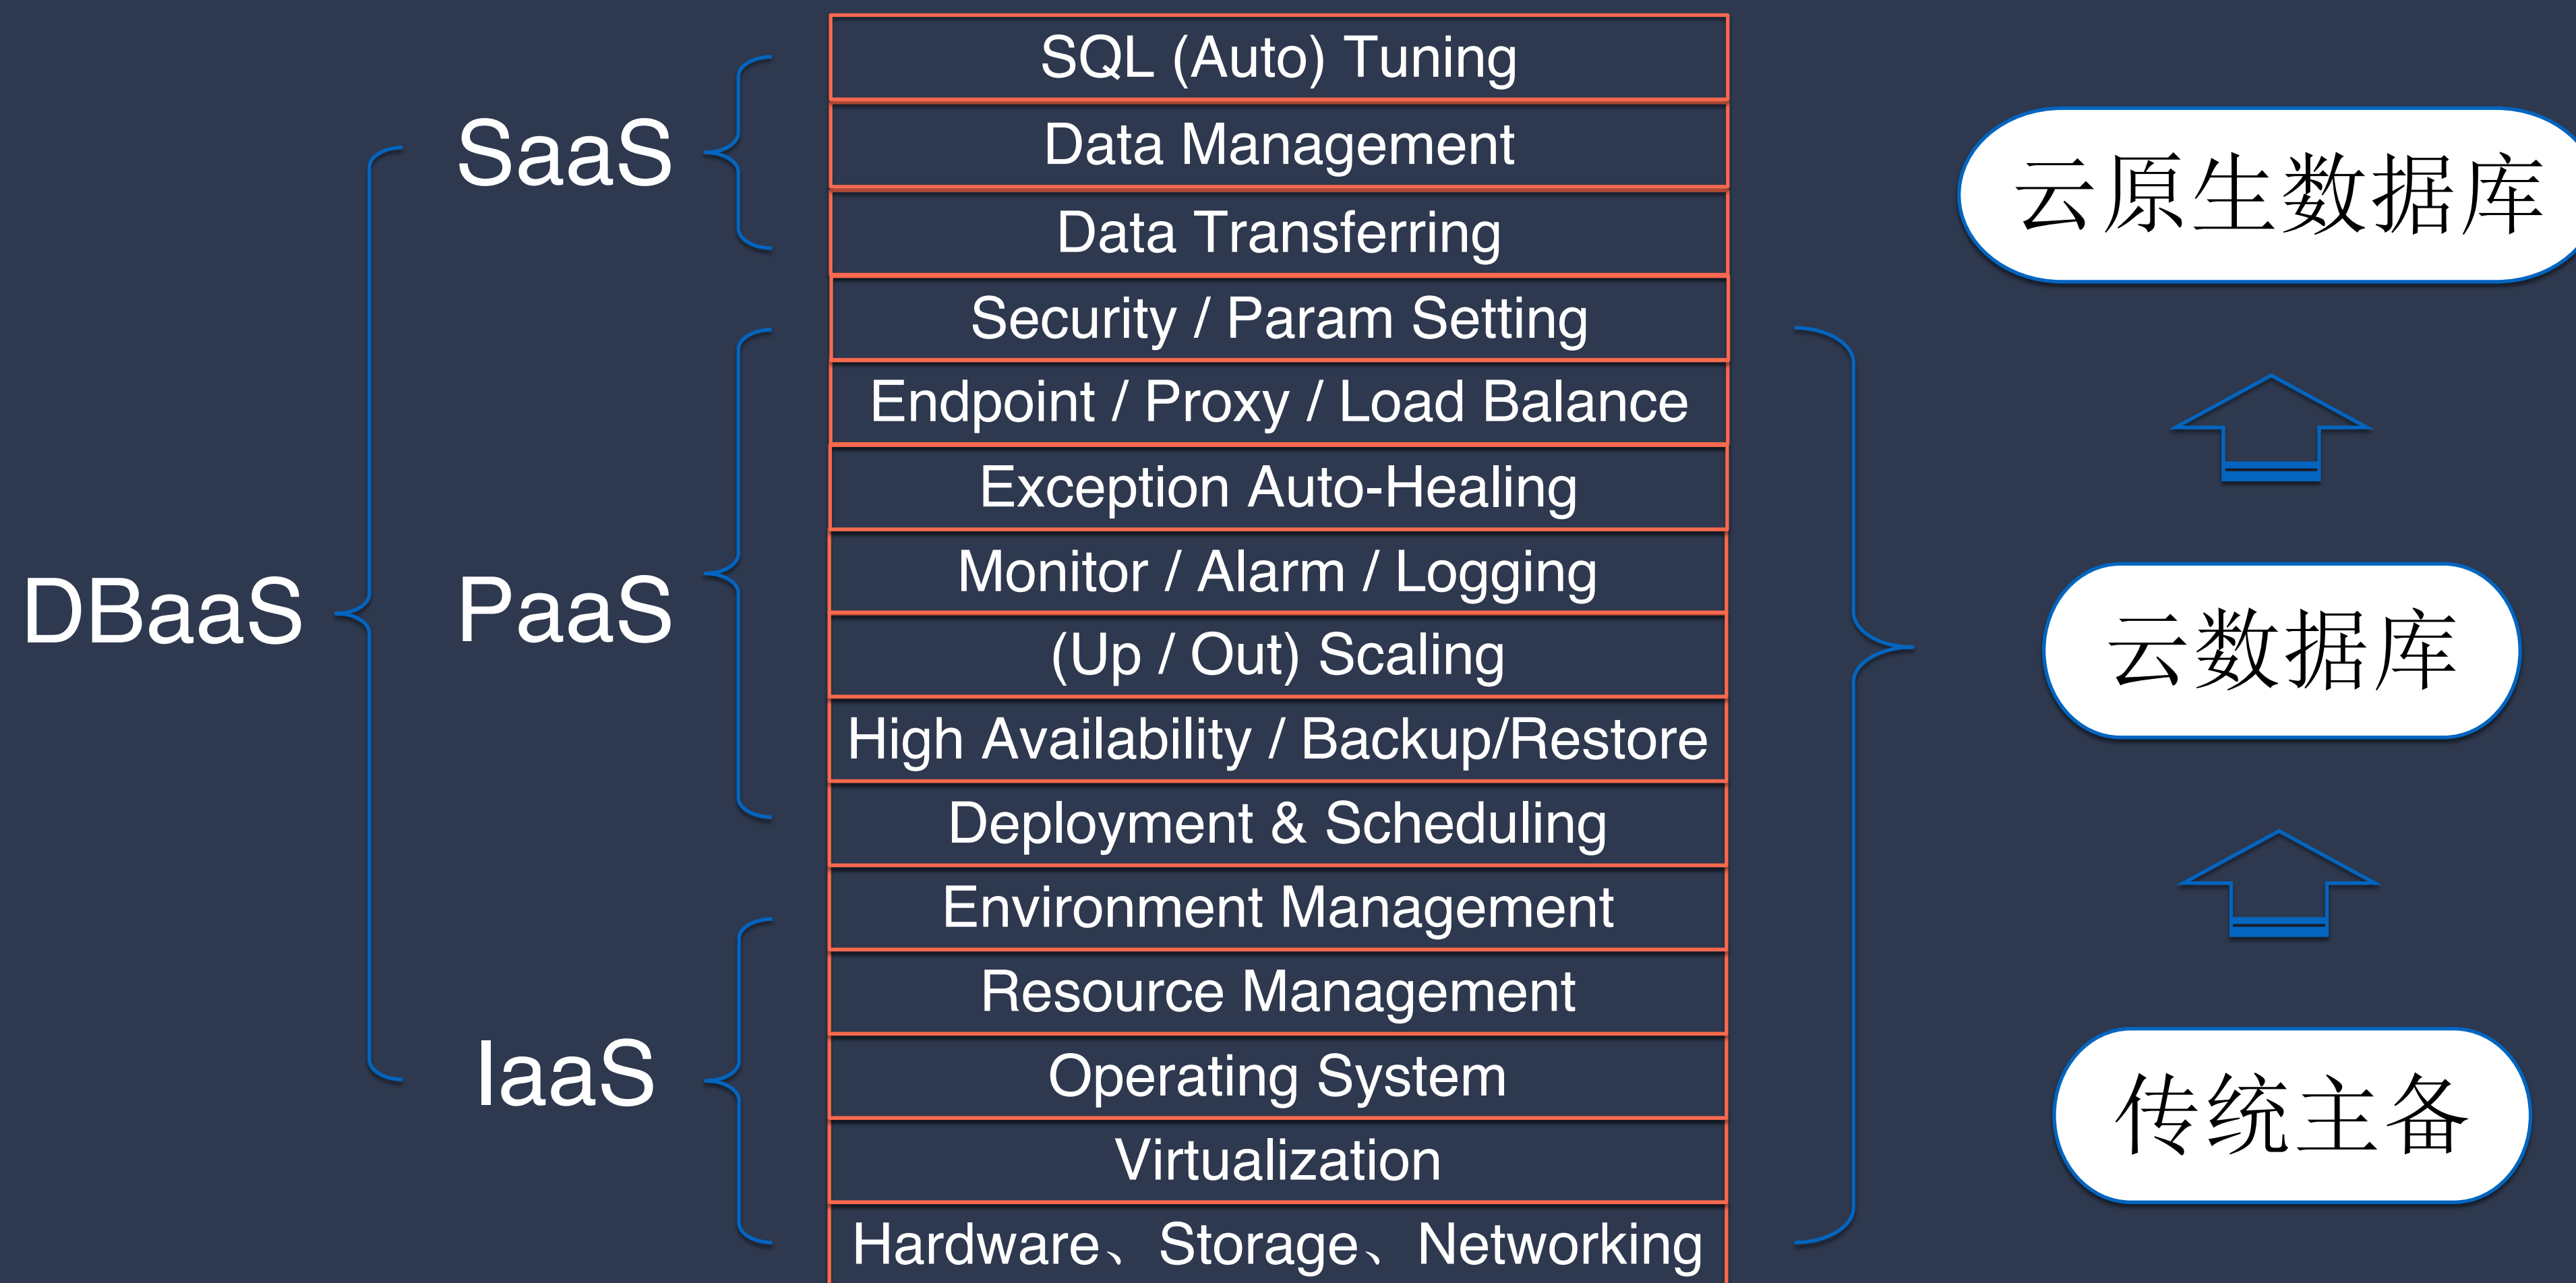 DBaaS
SaaS
PaaS
IaaS
SQL (Auto) Tuning
Data Management
Data Transferring
Security / Param Setting
Endpoint / Proxy / Load Balance
Exception Auto-Healing
Monitor / Alarm / Logging
(Up / Out) Scaling
High Availability / Backup/Restore
Deployment & Scheduling
Environment Management
Resource Management
Operating System
Virtualization
Hardware、Storage、Networking
云原生数据库
云数据库
传统主备